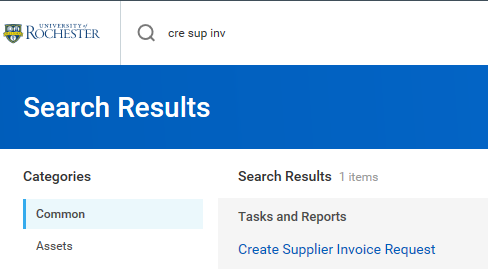 UNIVERSITY of
ROCHESTER
cre sup inv
Search Results
Categories
Search Results 1 items
Common
Tasks and Reports
Assets
Create Supplier Invoice Request